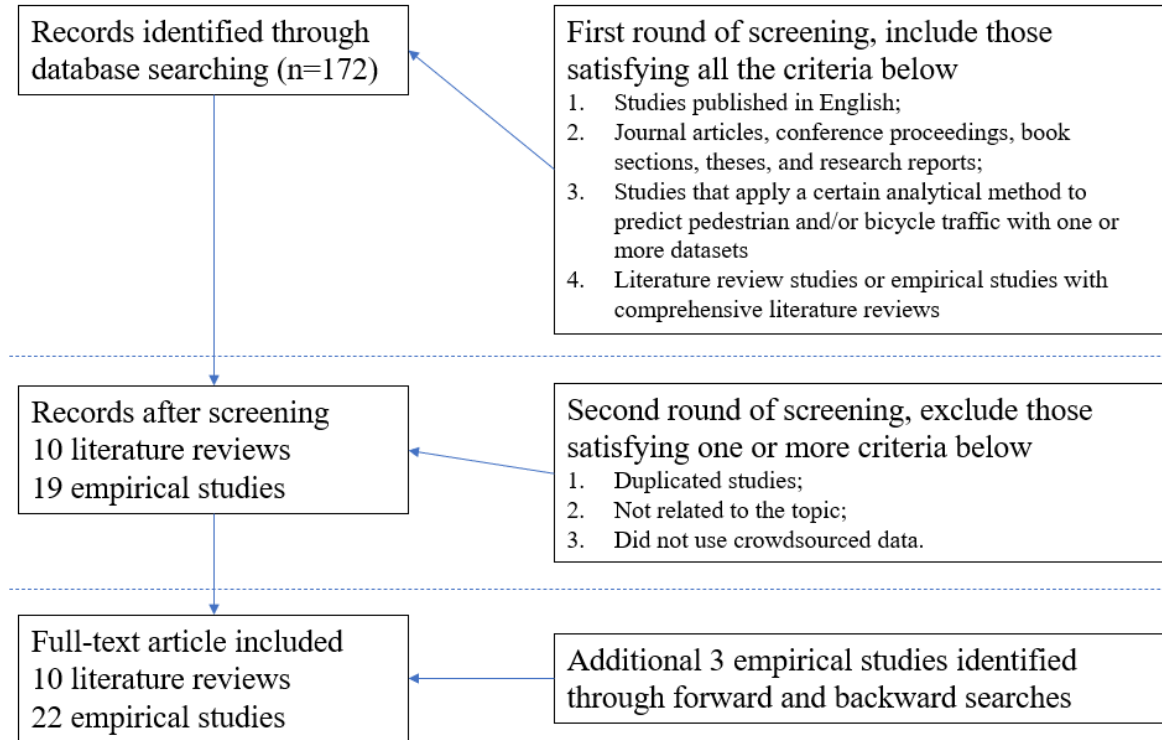 Records identified through
database searching (n=172)
First round of screening, include those
satisfying all the criteria below
1. Studies published in English;
2. Journal articles, conference proceedings, book
sections, theses, and research reports;
3. Studies that apply a certain analytical method to
predict pedestrian and/or bicycle traffic with one or
more datasets
4. Literature review studies or empirical studies with
comprehensive literature reviews
Records after screening
10 literature reviews
19 empirical studies
Second round of screening, exclude those
satisfying one or more criteria below
1. Duplicated studies;
2. Not related to the topic;
3. Did not use crowdsourced data.
Full-text article included
10 literature reviews
22 empirical studies
Additional 3 empirical studies identified
through forward and backward searches